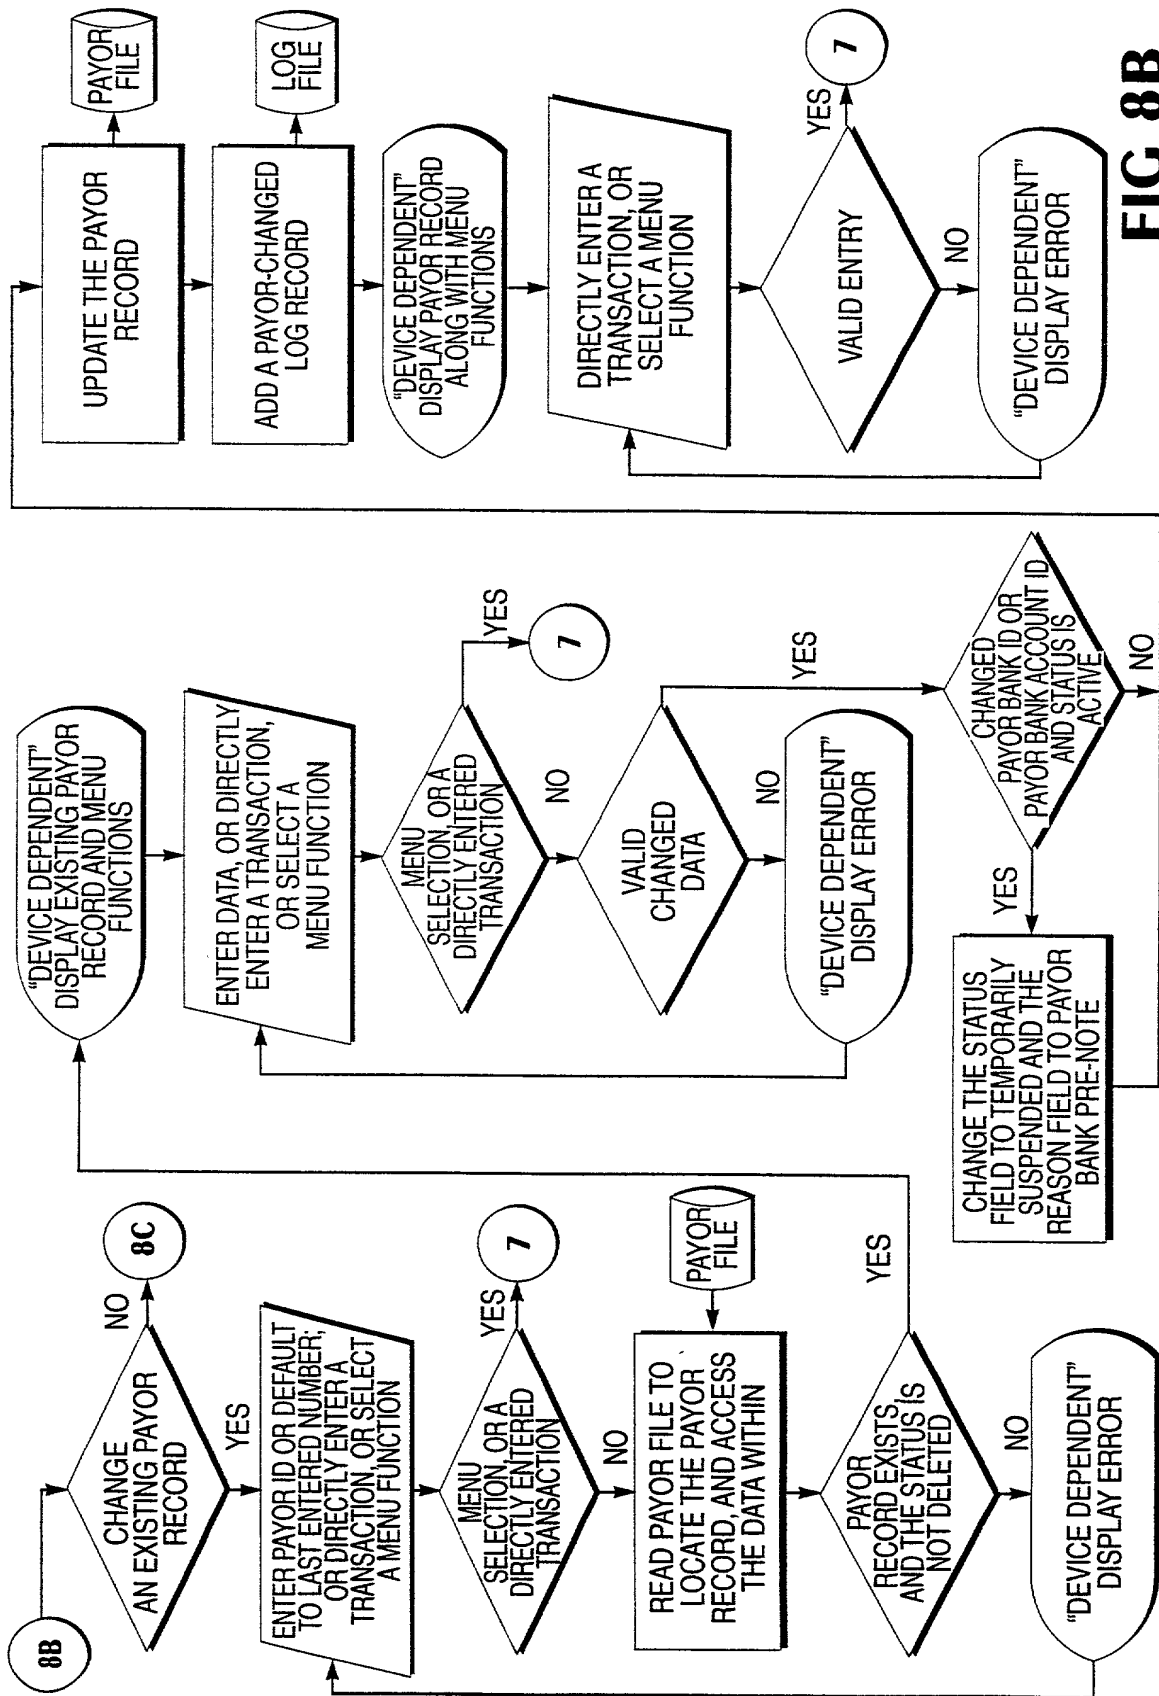 8B
CHANGE
AN EXISTING PAYOR
RECORD
NO
8C
YES
ENTER PAYOR ID OR DEFAULT
TO LAST ENTERED NUMBER;
OR DIRECTLY ENTER A
TRANSACTION, OR SELECT
A MENU FUNCTION
MENU
SELECTION, OR A
DIRECTLY ENTERED
TRANSACTION
YES
7
NO
READ PAYOR FILE TO
LOCATE THE PAYOR
RECORD, AND ACCESS
THE DATA WITHIN
PAYOR
FILE
PAYOR
RECORD EXISTS,
AND THE STATUS IS
NOT DELETED
YES
NO
"DEVICE DEPENDENT"
DISPLAY ERROR
"DEVICE DEPENDENT"
DISPLAY EXISTING PAYOR
RECORD AND MENU
FUNCTIONS
ENTER DATA, OR DIRECTLY
ENTER A TRANSACTION,
OR SELECT A
MENU FUNCTION
MENU
SELECTION, OR A
DIRECTLY ENTERED
TRANSACTION
YES
7
NO
VALID
CHANGED
DATA
YES
NO
"DEVICE DEPENDENT"
DISPLAY ERROR
CHANGED
PAYOR BANK ID OR
PAYOR BANK ACCOUNT ID
AND STATUS IS
ACTIVE
YES
NO
CHANGE THE STATUS
FIELD TO TEMPORARILY
SUSPENDED AND THE
REASON FIELD TO PAYOR
BANK PRE-NOTE
UPDATE THE PAYOR
RECORD
PAYOR
FILE
ADD A PAYOR-CHANGED
LOG RECORD
LOG
FILE
"DEVICE DEPENDENT"
DISPLAY PAYOR RECORD
ALONG WITH MENU
FUNCTIONS
DIRECTLY ENTER A
TRANSACTION, OR
SELECT A MENU
FUNCTION
VALID ENTRY
YES
7
NO
"DEVICE DEPENDENT"
DISPLAY ERROR
FIG 8B